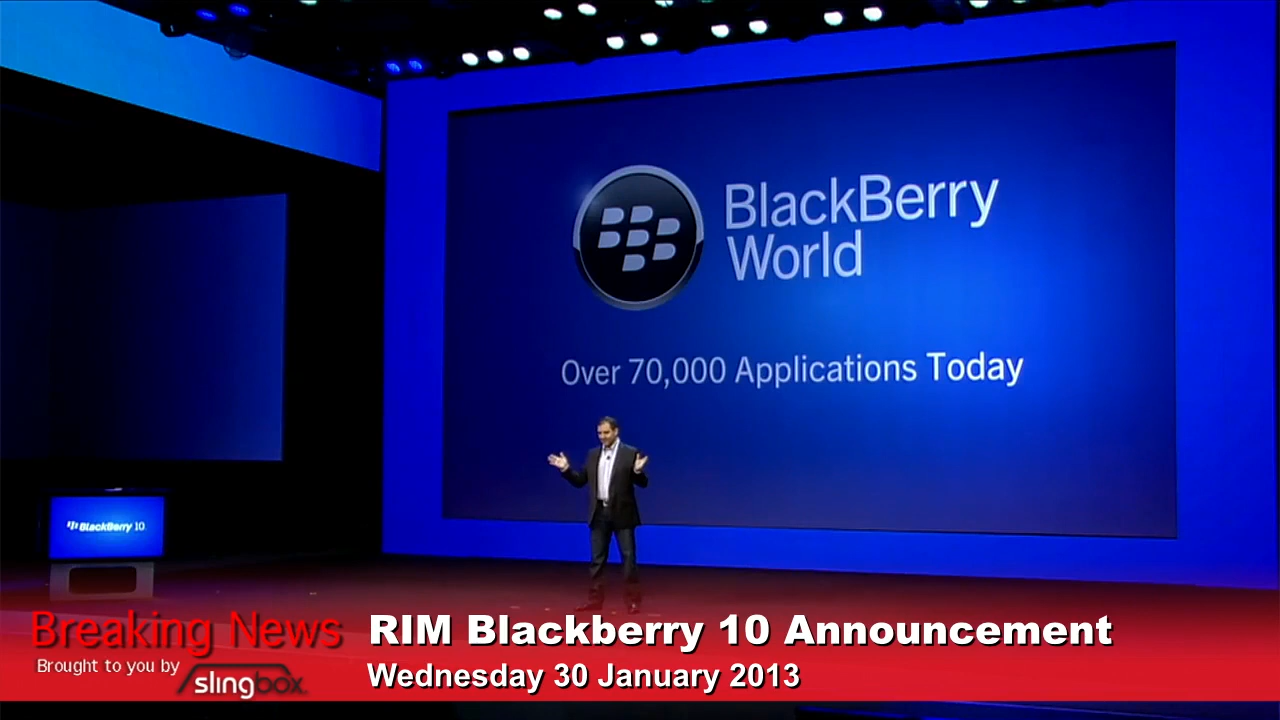 BlackBerry
World
Over 70,000 Applications Today
BlackBerry 10
Breaking News
Brought to you by
slingbox
RIM Blackberry 10 Announcement
Wednesday 30 January 2013